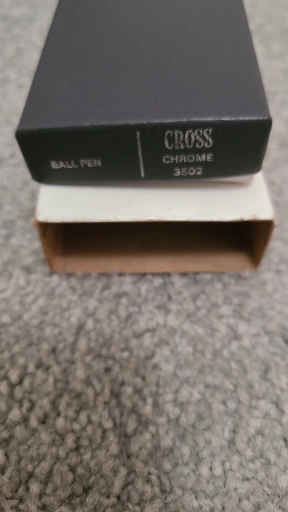 BALL PEN
CROSS
CHROME
3502